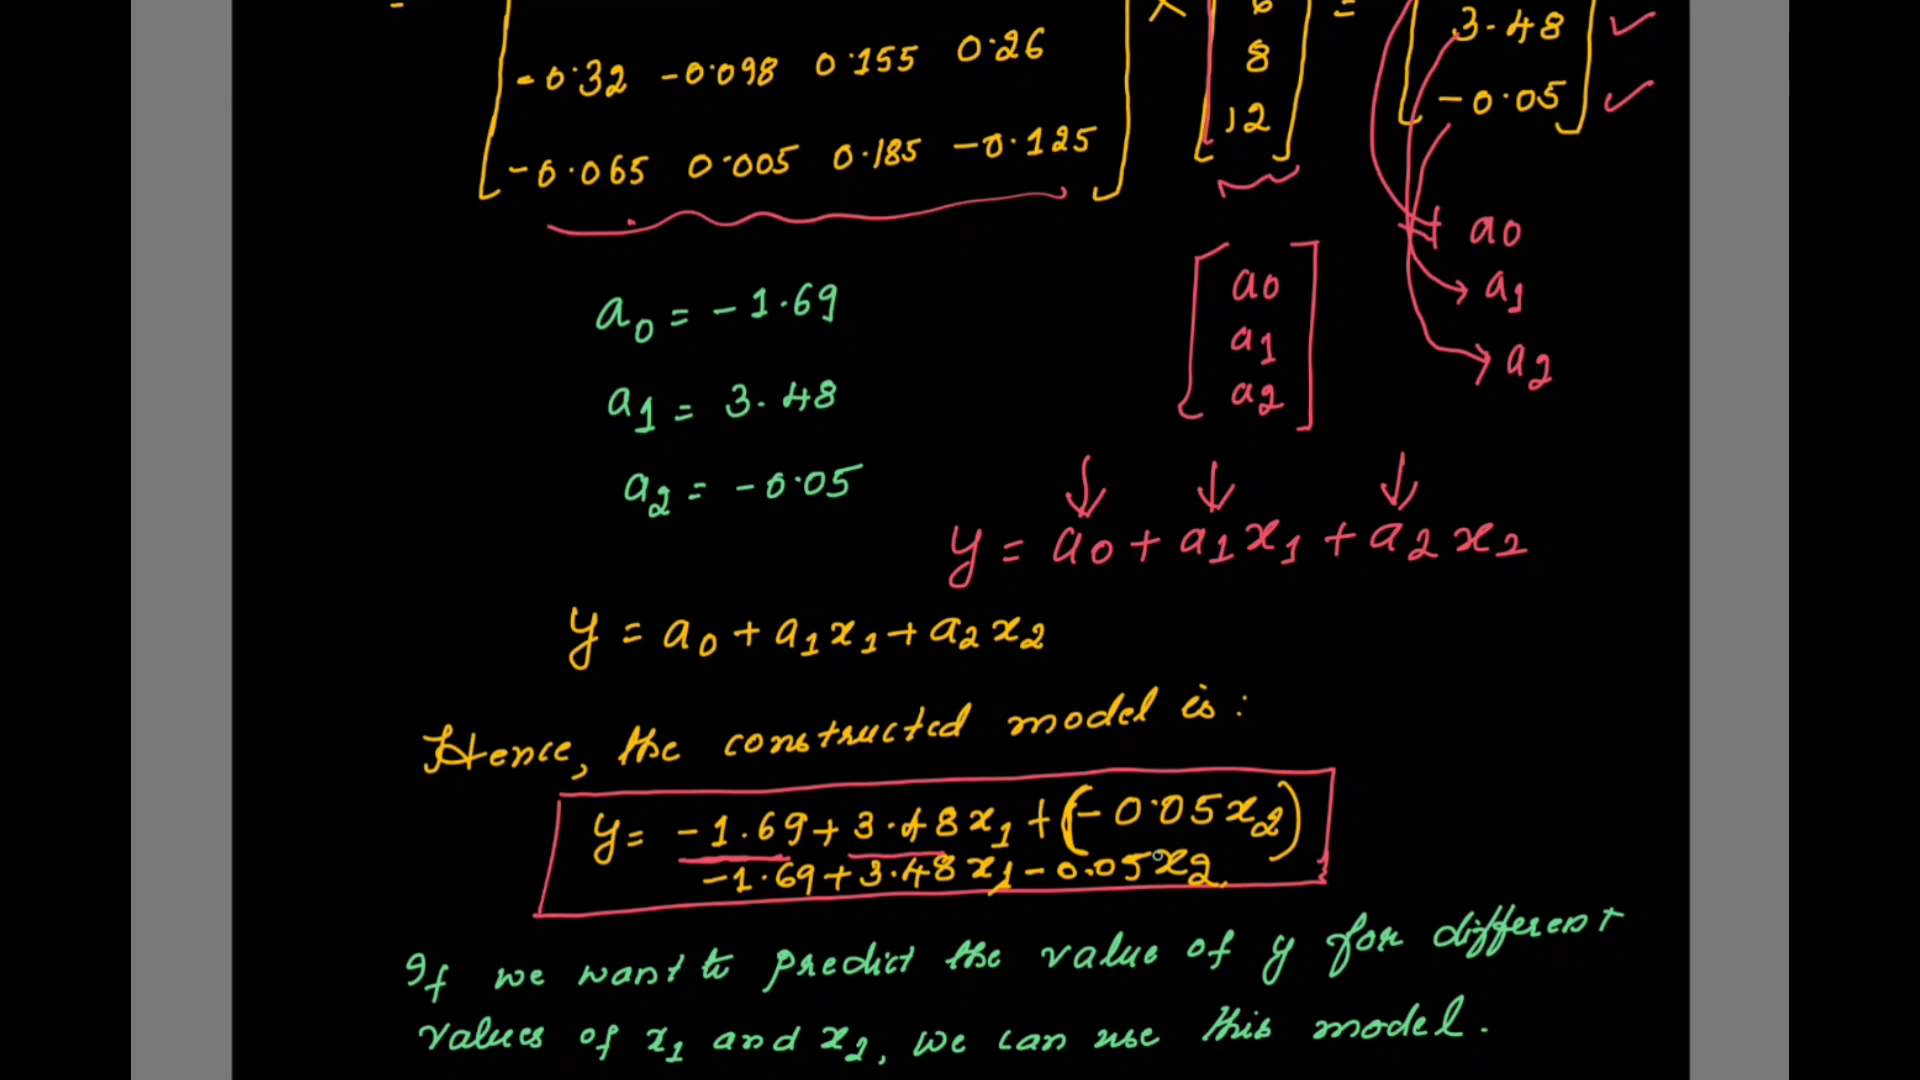 6 = 3.48
-0.32 -0.098 0.155 0.26 8
-0.05
12
-0.065 0.005 0.185 -0.125
a0
a0 = -1.69
a0
a1
a1
a1 = 3.48
a2
a2
a2 = -0.05
y = a0 + a1x1 + a2x2
y = a0 + a1x1 + a2x2
Hence, the constructed model is:
y = -1.69 + 3.48x1 + (-0.05x2)
-1.69 + 3.48x1 - 0.05x2.
If we want to predict the value of y for different
values of x1 and x2, we can use this model.